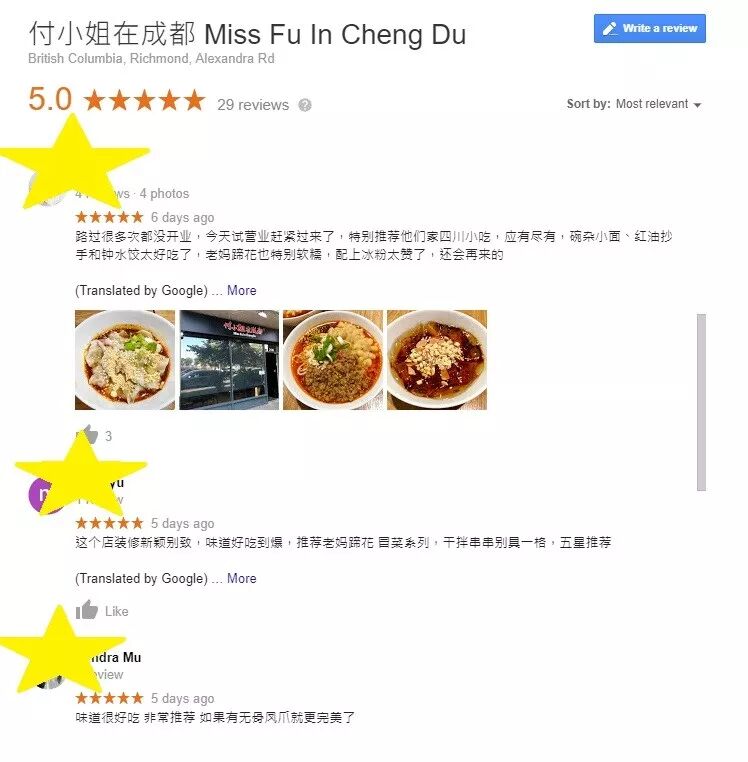 付小姐在成都 Miss Fu In Cheng Du
Write a review
British Columbia, Richmond, Alexandra Rd
5.0 29 reviews
Sort by: Most relevant
4 photos
6 days ago
路过很多次都没开业，今天试营业赶紧过来了，特别推荐他们家四川小吃，应有尽有，碗杂小面、红油抄
手和钟水饺太好吃了，老妈蹄花也特别软糯，配上冰粉太赞了，还会再来的
(Translated by Google) ... More
付小姐在成都
3
5 days ago
这个店装修新颖别致，味道好吃到爆，推荐老妈蹄花 冒菜系列，干拌串串别具一格，五星推荐
(Translated by Google) ... More
Like
Mu
5 days ago
味道很好吃 非常推荐 如果有无骨凤爪就更完美了